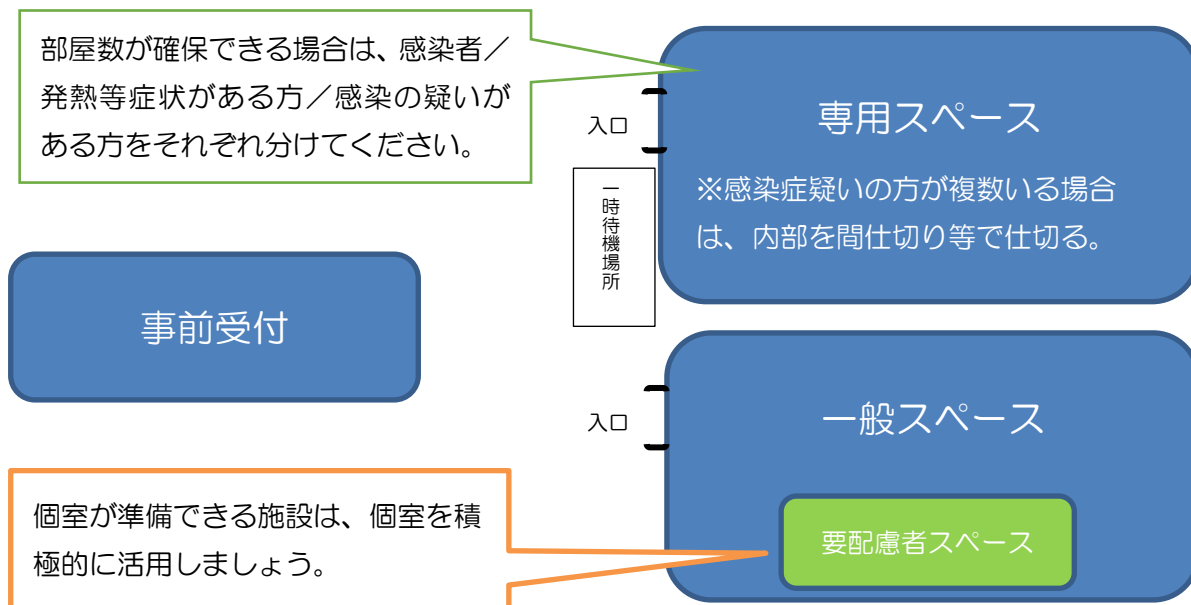 部屋数が確保できる場合は、感染者／
発熱等症状がある方／感染の疑いが
ある方をそれぞれ分けてください。
入口
専用スペース
※感染症疑いの方が複数いる場合
は、内部を間仕切り等で仕切る。
一時待機場所
事前受付
入口
一般スペース
要配慮者スペース
個室が準備できる施設は、個室を積
極的に活用しましょう。